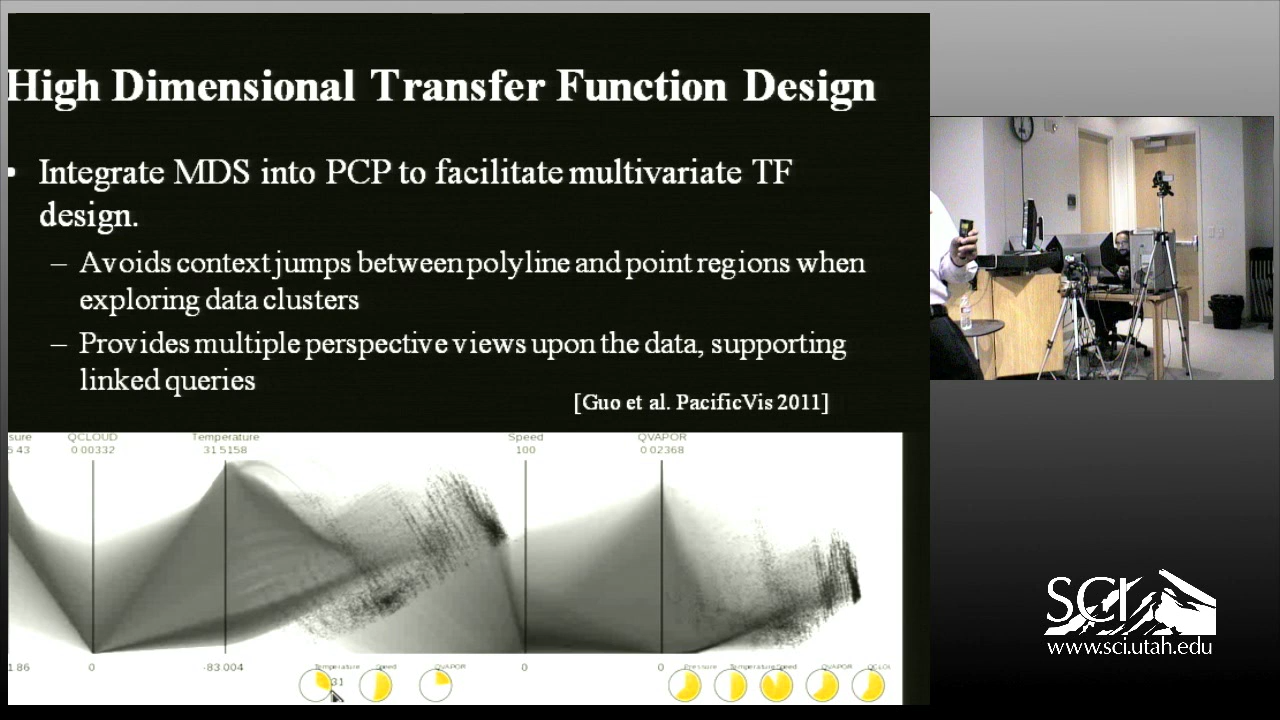 High Dimensional Transfer Function Design
• Integrate MDS into PCP to facilitate multivariate TF
design.
– Avoids context jumps between polyline and point regions when
exploring data clusters
– Provides multiple perspective views upon the data, supporting
linked queries
[Guo et al. PacificVis 2011]
sure QCLOUD Temperature Speed QVAPOR
5 43 0 00332 31 5158 100 0 02368
1 86 0 -83.004 0 0
Temperature Speed QVAPOR Pressure Temperature Speed QVAPOR QCLOU
31
SCI
www.sci.utah.edu